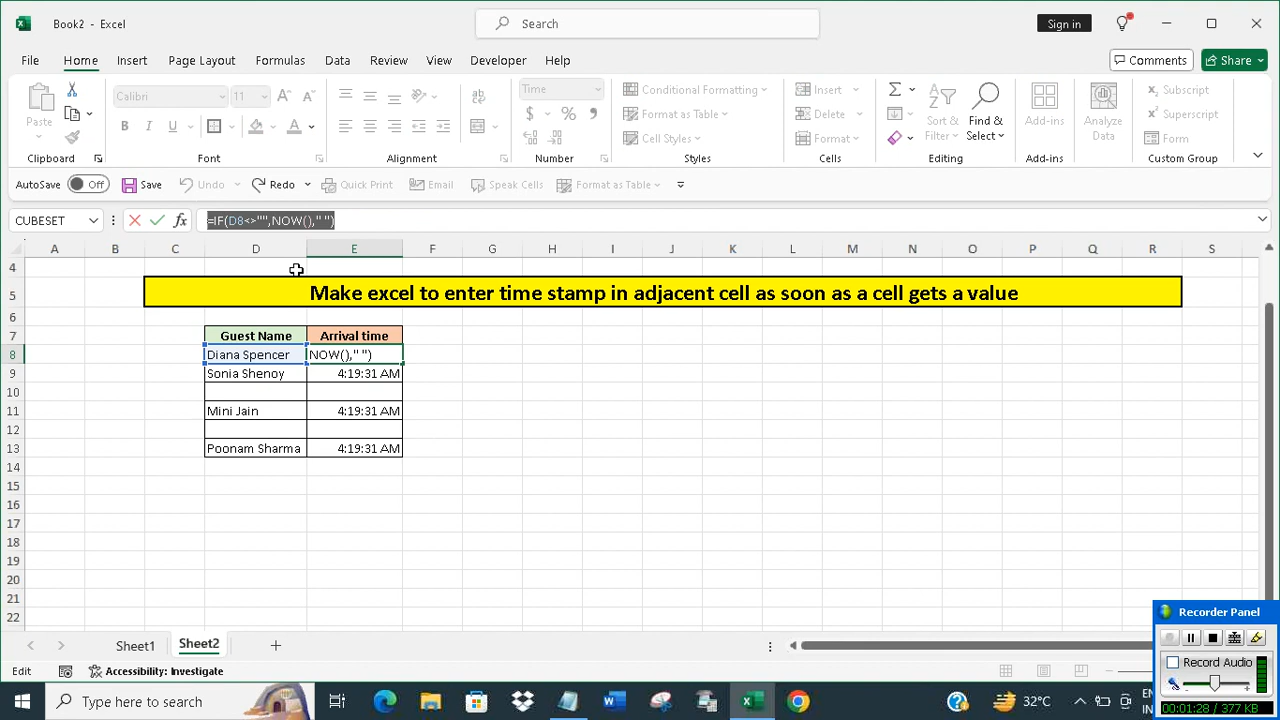 Book2 - Excel
Search
Sign in
File Home Insert Page Layout Formulas Data Review View Developer Help
Comments Share
Paste
Calibri 11
Time
Conditional Formatting
Format as Table
Cell Styles
Insert
Delete
Format
Sort & Filter
Find & Select
Add-ins
Analyze Data
Subscript
Superscript
Form
Clipboard Font Alignment Number Styles Cells Editing Add-ins Custom Group
AutoSave Off Save Undo Redo Quick Print Email Speak Cells Format as Table
CUBESET =IF(D8<>"",NOW()," ")
A B C D E F G H I J K L M N O P Q R S
4
5 Make excel to enter time stamp in adjacent cell as soon as a cell gets a value
6
7 Guest Name Arrival time
8 Diana Spencer NOW()," ")
9 Sonia Shenoy 4:19:31 AM
10
11 Mini Jain 4:19:31 AM
12
13 Poonam Sharma 4:19:31 AM
14
15
16
17
18
19
20
21
22
Sheet1 Sheet2
Edit Accessibility: Investigate
Recorder Panel
Record Audio
00:01:28 / 377 KB
Type here to search
32°C